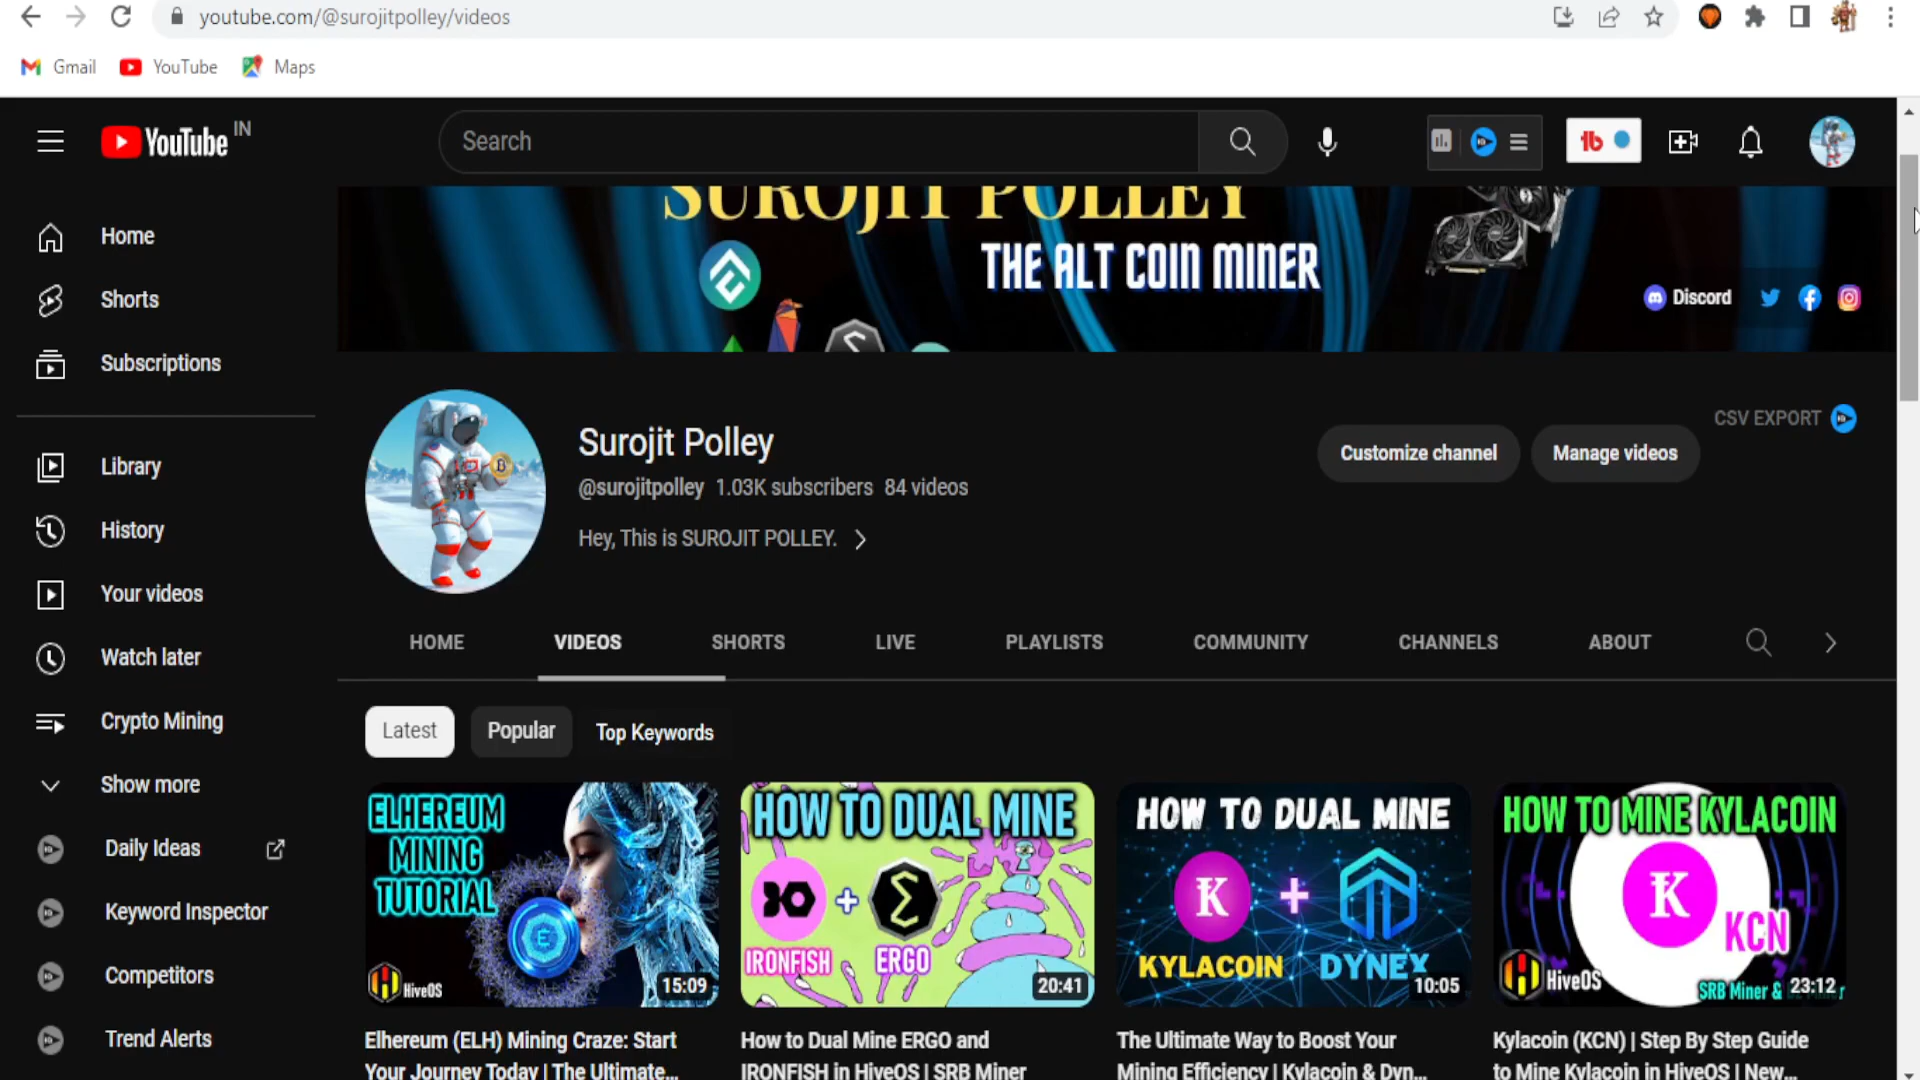 youtube.com/@surojitpolley/videos
Gmail YouTube Maps
YouTube IN
Search
Home
Shorts
Subscriptions
Library
History
Your videos
Watch later
Crypto Mining
Show more
Daily Ideas
Keyword Inspector
Competitors
Trend Alerts
SUROJIT POLLEY
THE ALT COIN MINER
Discord
Surojit Polley
@surojitpolley 1.03K subscribers 84 videos
Hey, This is SUROJIT POLLEY.
CSV EXPORT
Customize channel Manage videos
HOME VIDEOS SHORTS LIVE PLAYLISTS COMMUNITY CHANNELS ABOUT
Latest Popular Top Keywords
ELHEREUM
MINING
TUTORIAL
HiveOS
15:09
Elhereum (ELH) Mining Craze: Start
Your Journey Today | The Ultimate...
HOW TO DUAL MINE
+
IRONFISH ERGO
20:41
How to Dual Mine ERGO and
IRONFISH in HiveOS | SRB Miner
HOW TO DUAL MINE
+
KYLACOIN DYNEX
10:05
The Ultimate Way to Boost Your
Mining Efficiency | Kylacoin & Dyn...
HOW TO MINE KYLACOIN
KCN
HiveOS
SRB Miner &
23:12
Kylacoin (KCN) | Step By Step Guide
to Mine Kylacoin in HiveOS | New...